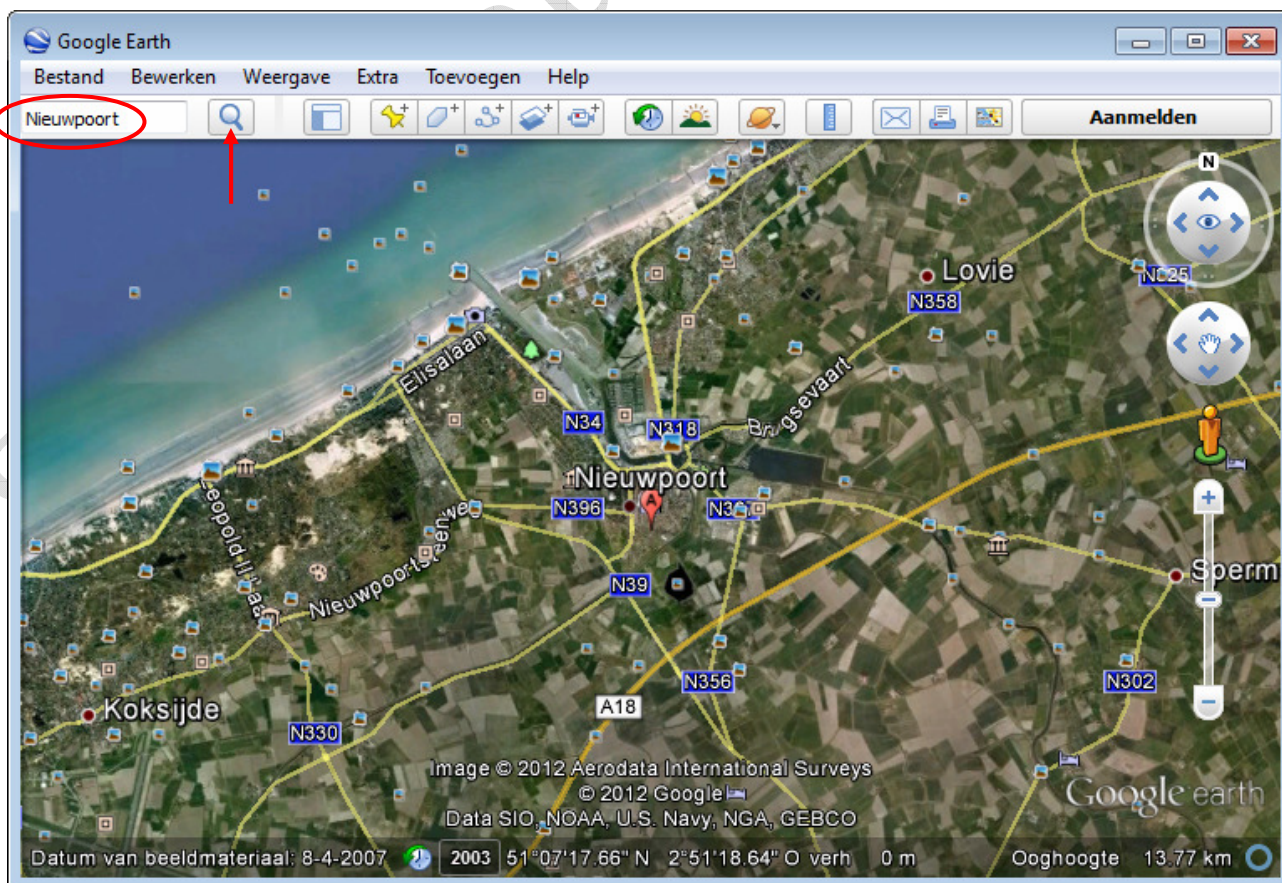 Google Earth
Bestand Bewerken Weergave Extra Toevoegen Help
Nieuwpoort
Aanmelden
N
Lovie
N358
Elisalaan
Brugsevaart
N34
N318
Nieuwpoort
A
N396
Leopold II laan
Nieuwpoortsteenweg
N39
Sperm
N356
N302
A18
Koksijde
N330
Image © 2012 Aerodata International Surveys
© 2012 Google
Data SIO, NOAA, U.S. Navy, NGA, GEBCO
Google earth
Datum van beeldmateriaal: 8-4-2007 2003 51°07'17.66" N 2°51'18.64" O verh 0 m Ooghoogte 13.77 km